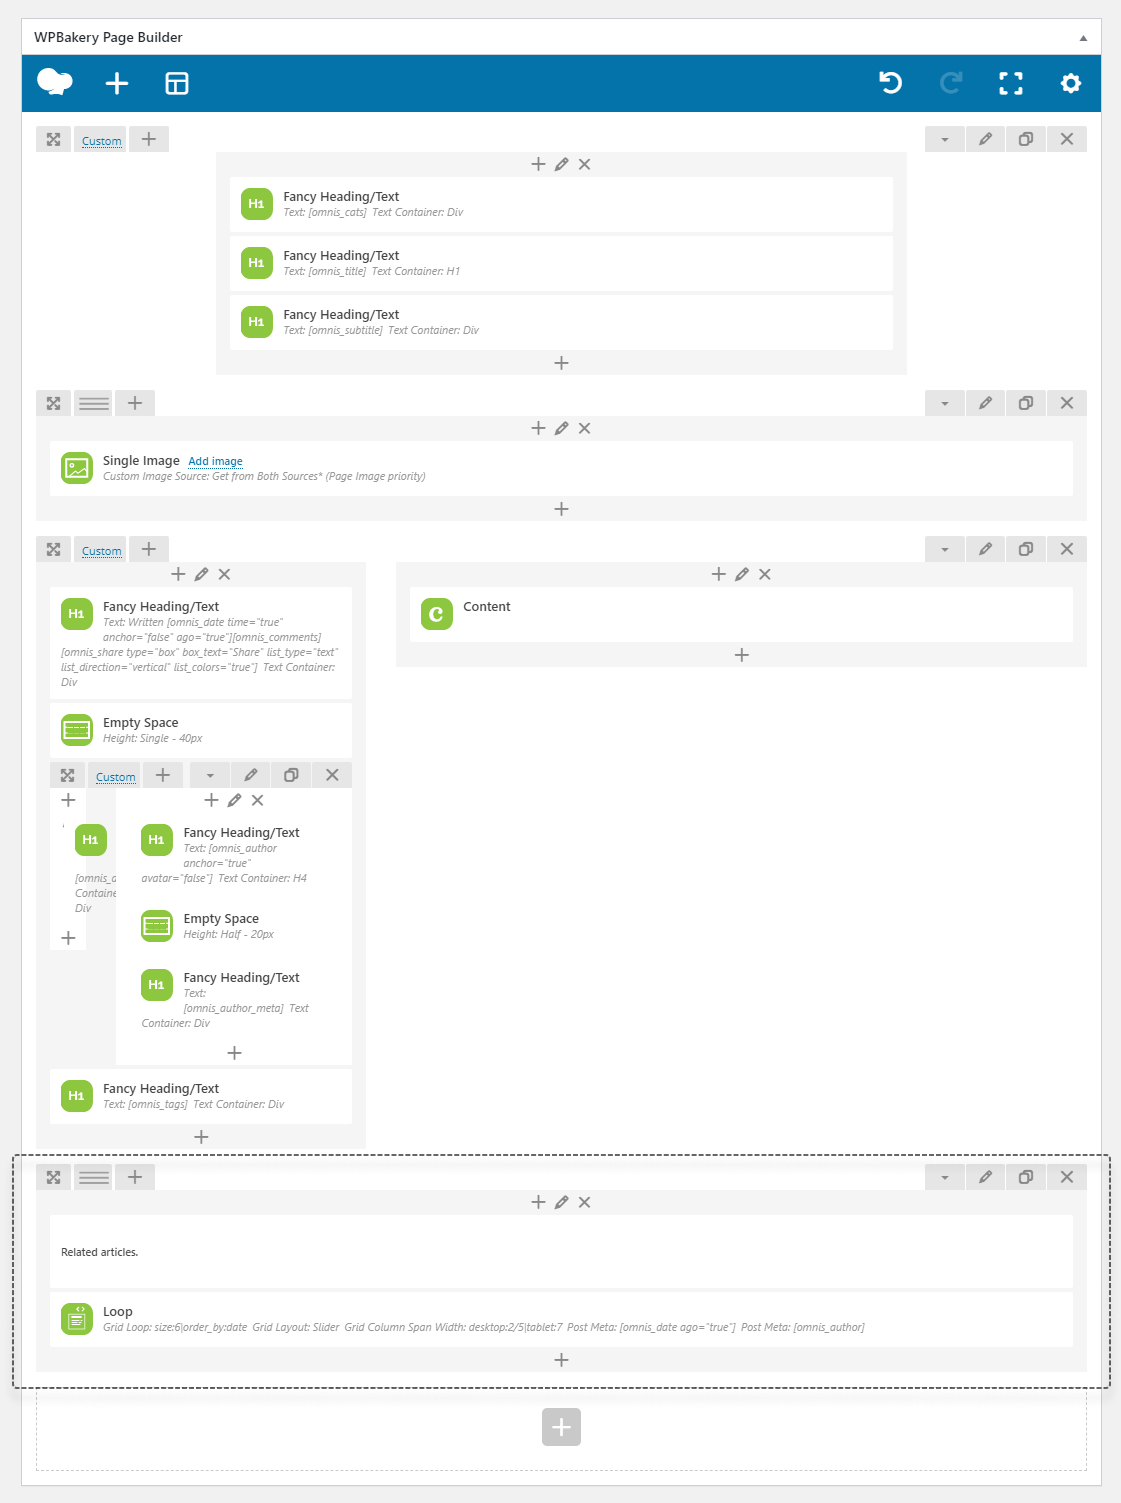 WPBakery Page Builder
Custom
Fancy Heading/Text
Text: [omnis_cats] Text Container: Div
Fancy Heading/Text
Text: [omnis_title] Text Container: H1
Fancy Heading/Text
Text: [omnis_subtitle] Text Container: Div
Single Image Add image
Custom Image Source: Get from Both Sources* (Page Image priority)
Custom
Fancy Heading/Text
Text: Written [omnis_date time="true"
anchor="false" ago="true"][omnis_comments]
[omnis_share type="box" box_text="Share" list_type="text"
list_direction="vertical" list_colors="true"] Text Container:
Div
Content
Empty Space
Height: Single - 40px
Custom
[omnis_a
Containe
Div
Fancy Heading/Text
Text: [omnis_author
anchor="true"
avatar="false"] Text Container: H4
Empty Space
Height: Half - 20px
Fancy Heading/Text
Text:
[omnis_author_meta] Text
Container: Div
Fancy Heading/Text
Text: [omnis_tags] Text Container: Div
Related articles.
Loop
Grid Loop: size:6|order_by:date Grid Layout: Slider Grid Column Span Width: desktop:2/5|tablet:7 Post Meta: [omnis_date ago="true"] Post Meta: [omnis_author]